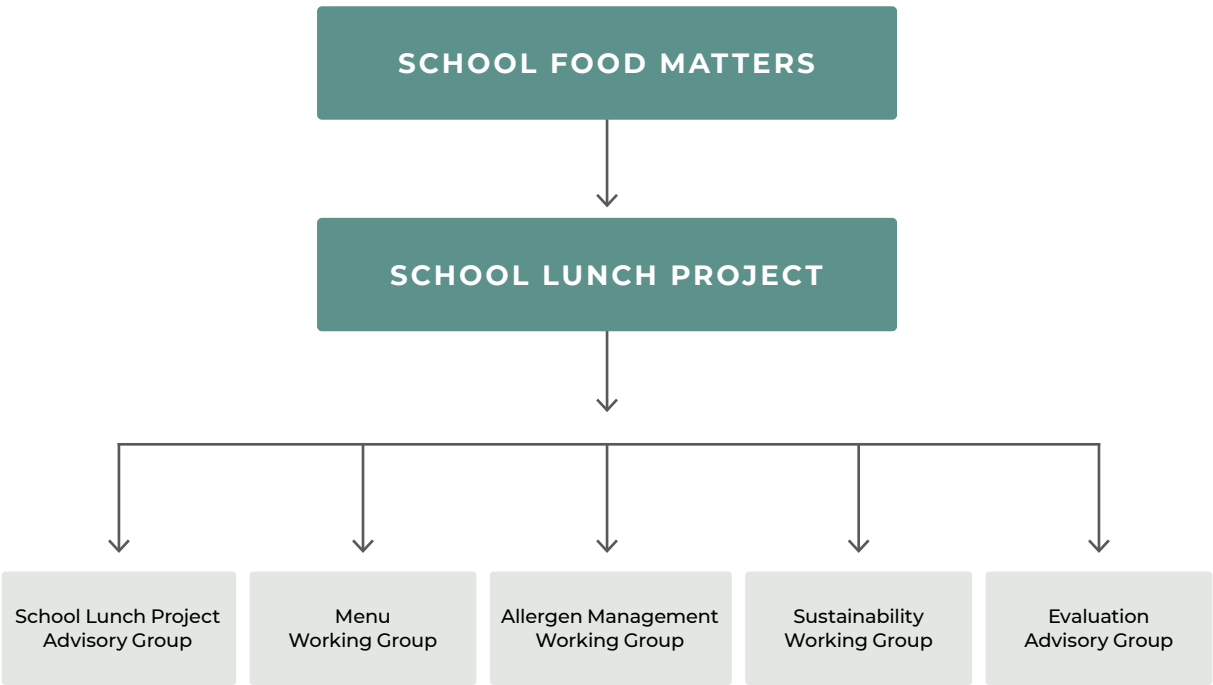 SCHOOL FOOD MATTERS
SCHOOL LUNCH PROJECT
School Lunch Project
Advisory Group
Menu
Working Group
Allergen Management
Working Group
Sustainability
Working Group
Evaluation
Advisory Group